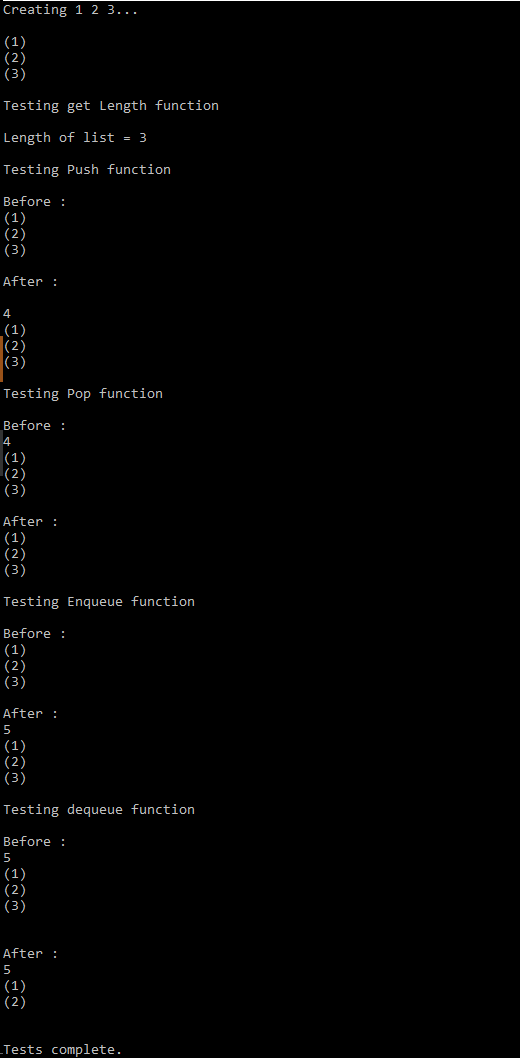 Creating 1 2 3...
(1)
(2)
(3)
Testing get Length function
Length of list = 3
Testing Push function
Before :
(1)
(2)
(3)
After :
4
(1)
(2)
(3)
Testing Pop function
Before :
4
(1)
(2)
(3)
After :
(1)
(2)
(3)
Testing Enqueue function
Before :
(1)
(2)
(3)
After :
5
(1)
(2)
(3)
Testing dequeue function
Before :
5
(1)
(2)
(3)
After :
5
(1)
(2)
Tests complete.